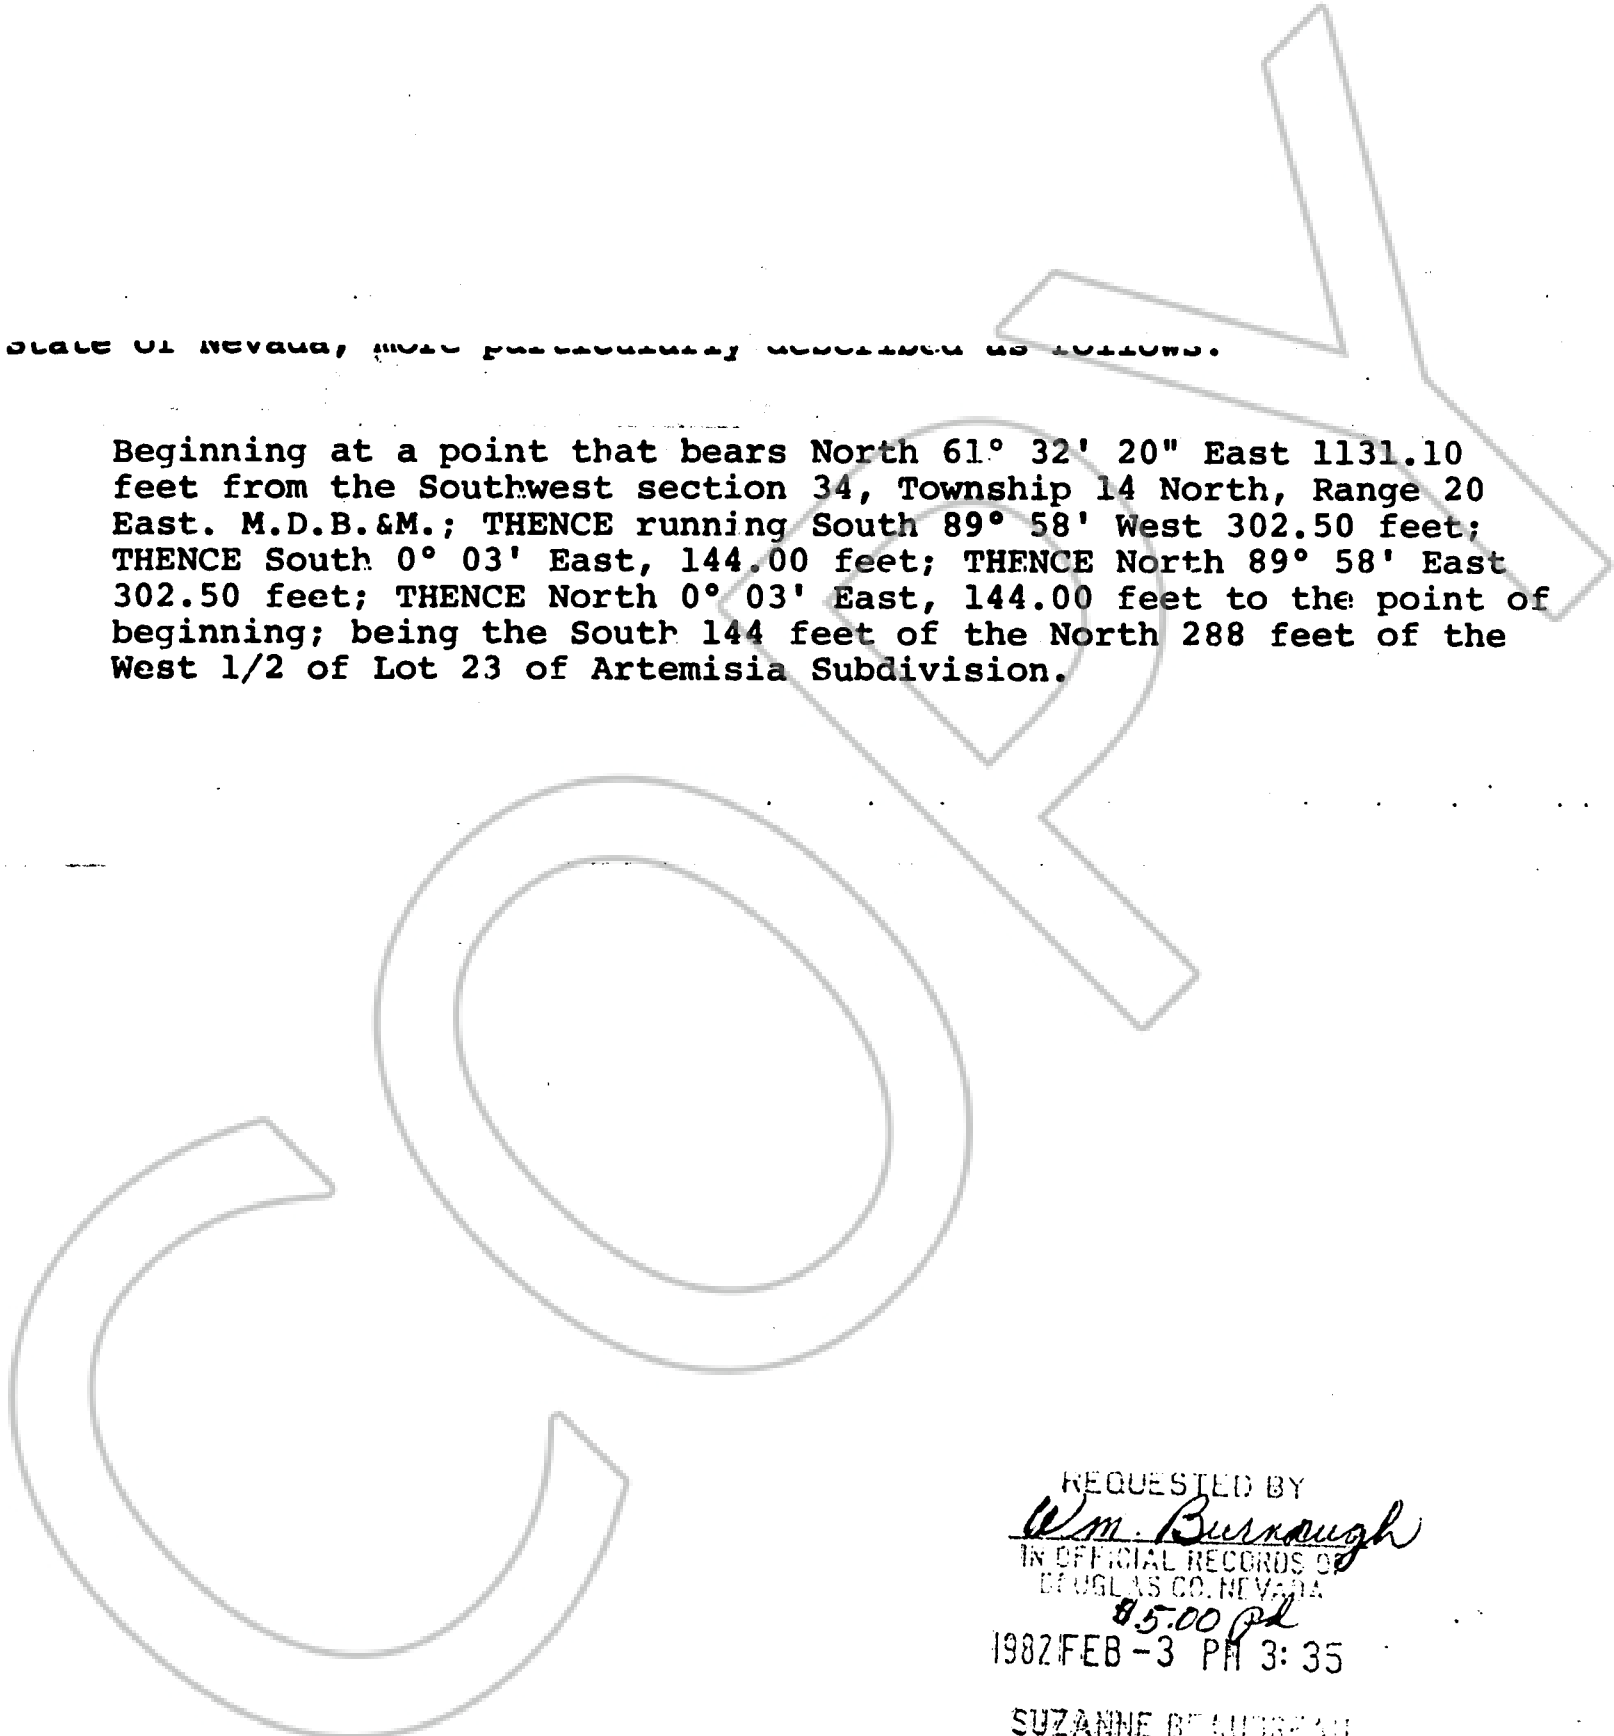 State of Nevada, more particularly described as follows.
Beginning at a point that bears North 61° 32' 20" East 1131.10
feet from the Southwest section 34, Township 14 North, Range 20
East. M.D.B.&M.; THENCE running South 89° 58' West 302.50 feet;
THENCE South 0° 03' East, 144.00 feet; THENCE North 89° 58' East
302.50 feet; THENCE North 0° 03' East, 144.00 feet to the point of
beginning; being the South 144 feet of the North 288 feet of the
West 1/2 of Lot 23 of Artemisia Subdivision.
COPY
REQUESTED BY
Wm. Burrough
IN OFFICIAL RECORDS OF
DOUGLAS CO. NEVADA
$5.00 pd
1982 FEB -3 PM 3: 35
SUZANNE